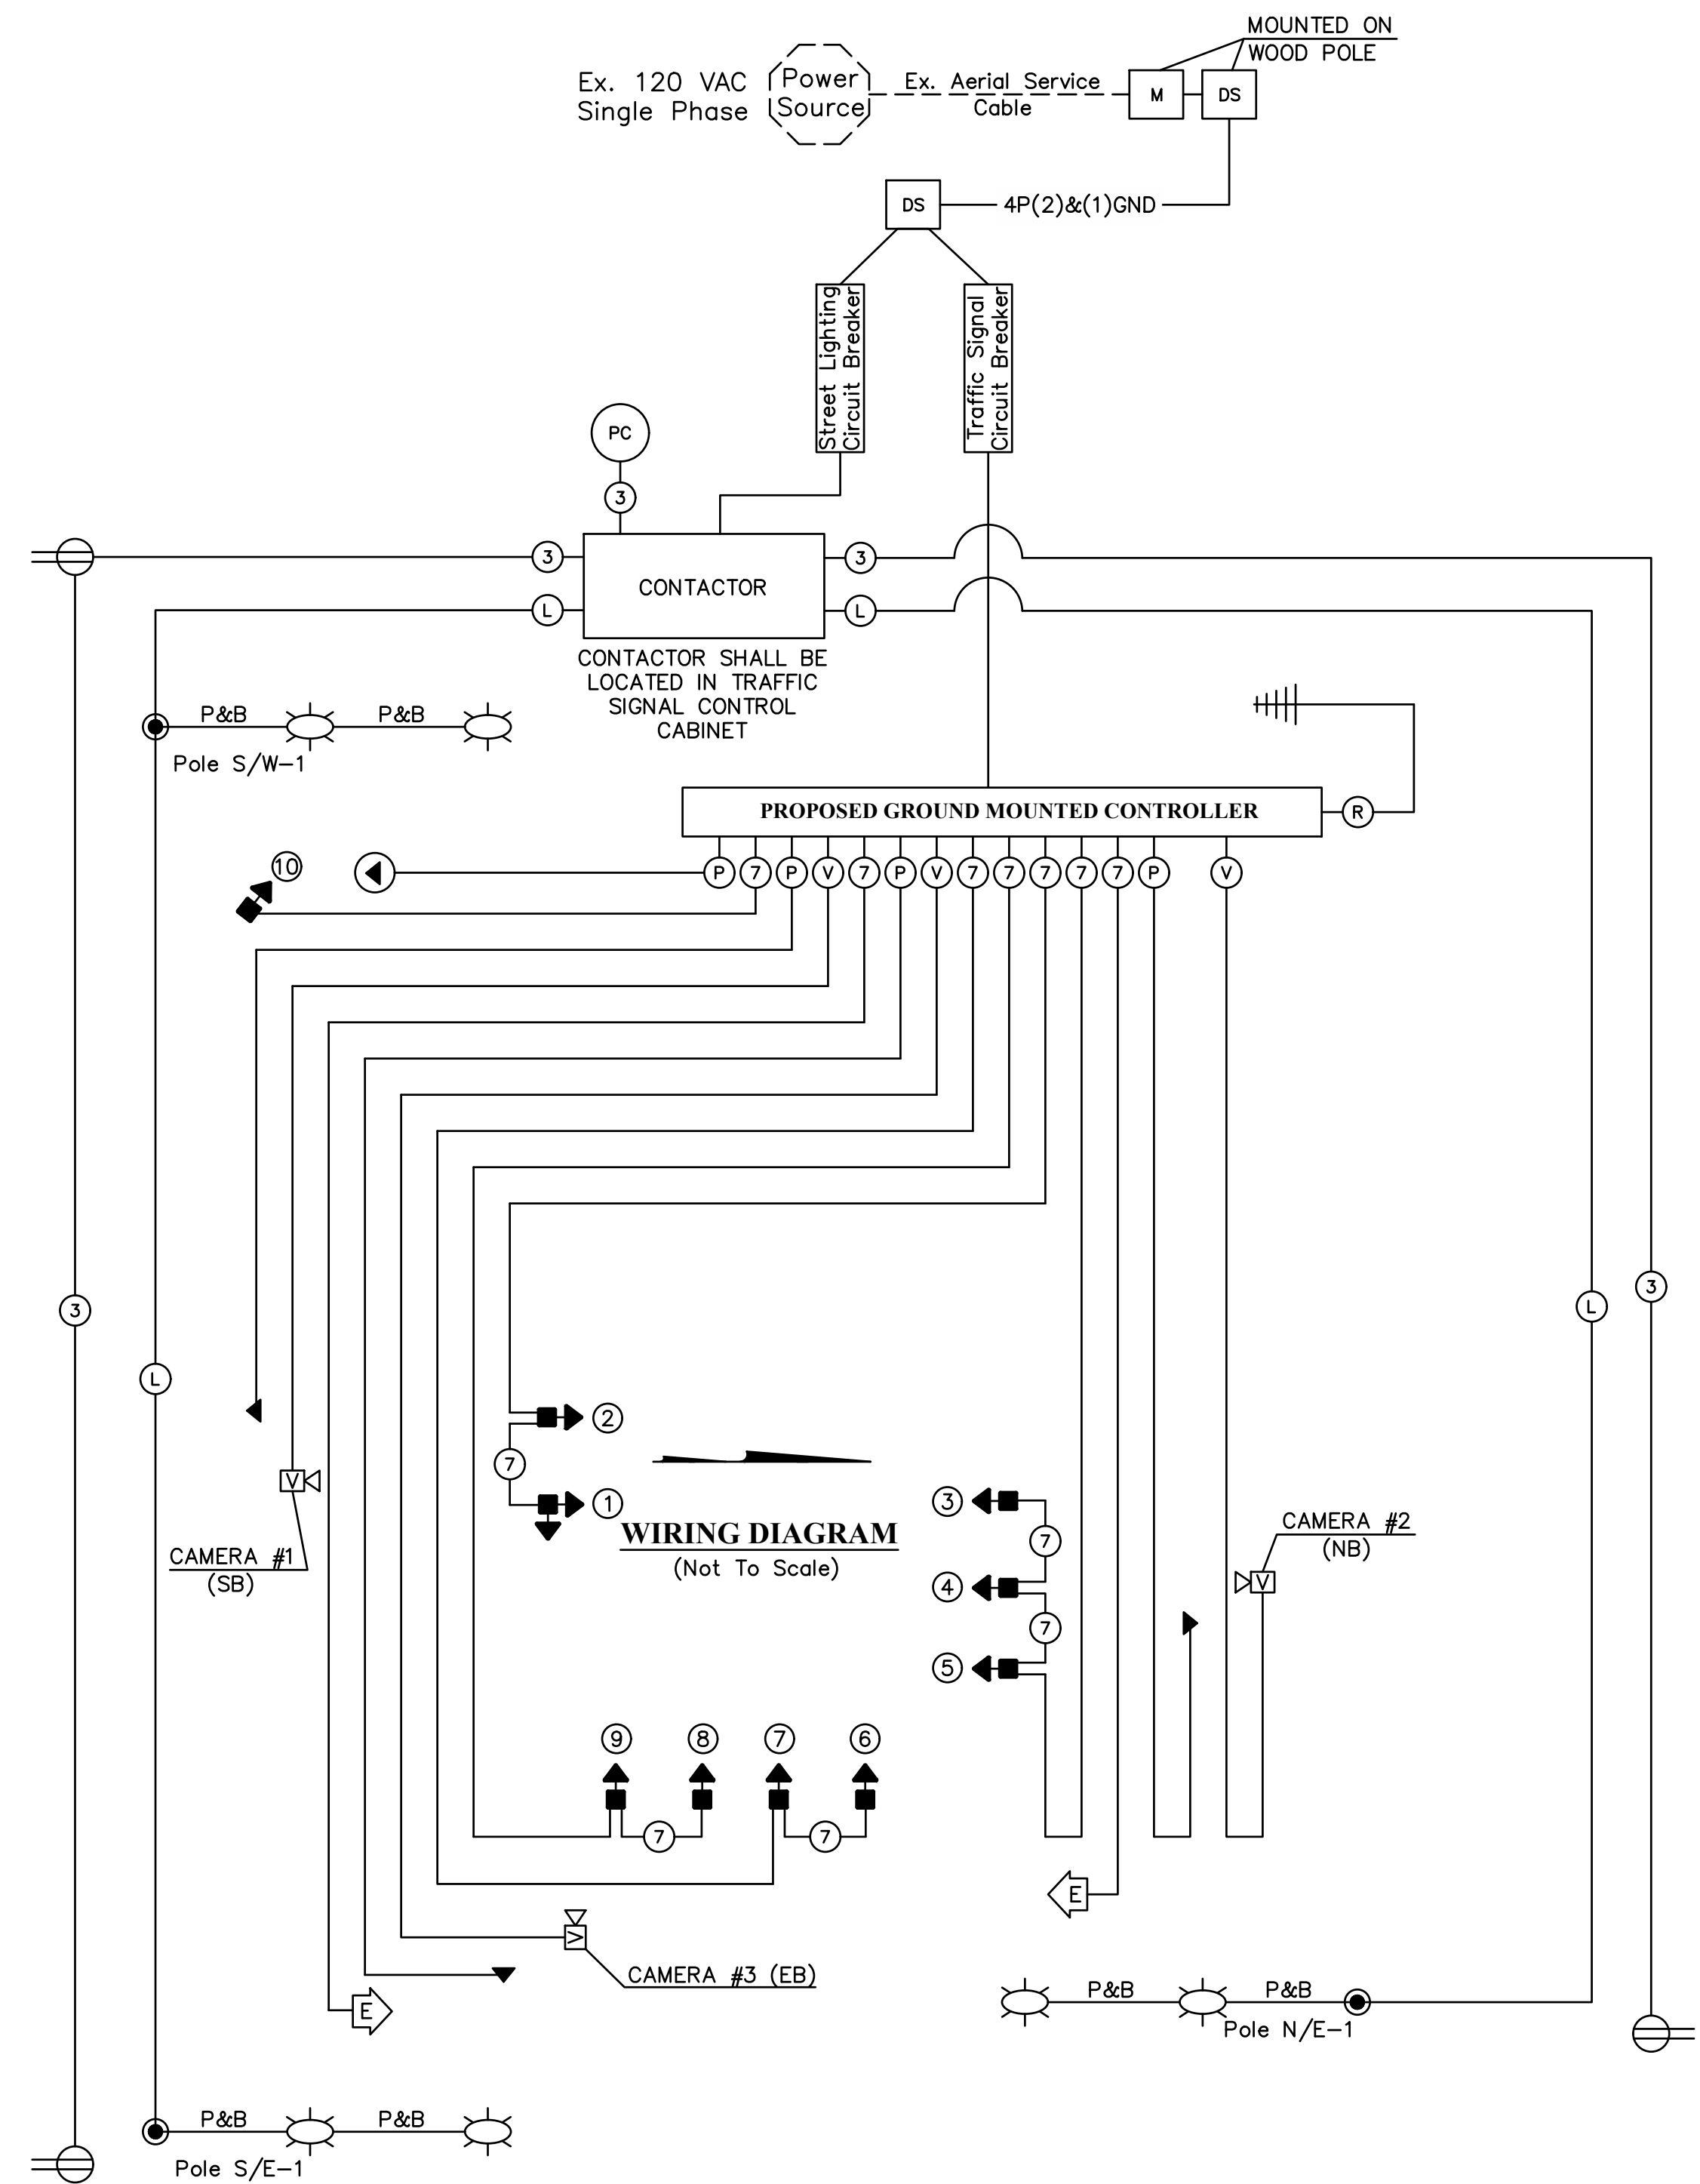 MOUNTED ON
WOOD POLE
Ex. 120 VAC
Single Phase
Power
Source
Ex. Aerial Service
Cable
M
DS
DS
4P(2)&(1)GND
Street Lighting
Circuit Breaker
Traffic Signal
Circuit Breaker
PC
3
3
CONTACTOR
3
L
L
CONTACTOR SHALL BE
LOCATED IN TRAFFIC
SIGNAL CONTROL
CABINET
P&B
P&B
Pole S/W-1
PROPOSED GROUND MOUNTED CONTROLLER
R
10
P
7
P
V
7
P
V
7
7
7
7
7
P
V
3
L
3
L
2
7
1
WIRING DIAGRAM
(Not To Scale)
V
CAMERA #1
(SB)
3
7
4
7
5
CAMERA #2
(NB)
V
9
8
7
6
7
7
E
V
CAMERA #3 (EB)
E
P&B
P&B
Pole N/E-1
P&B
P&B
Pole S/E-1